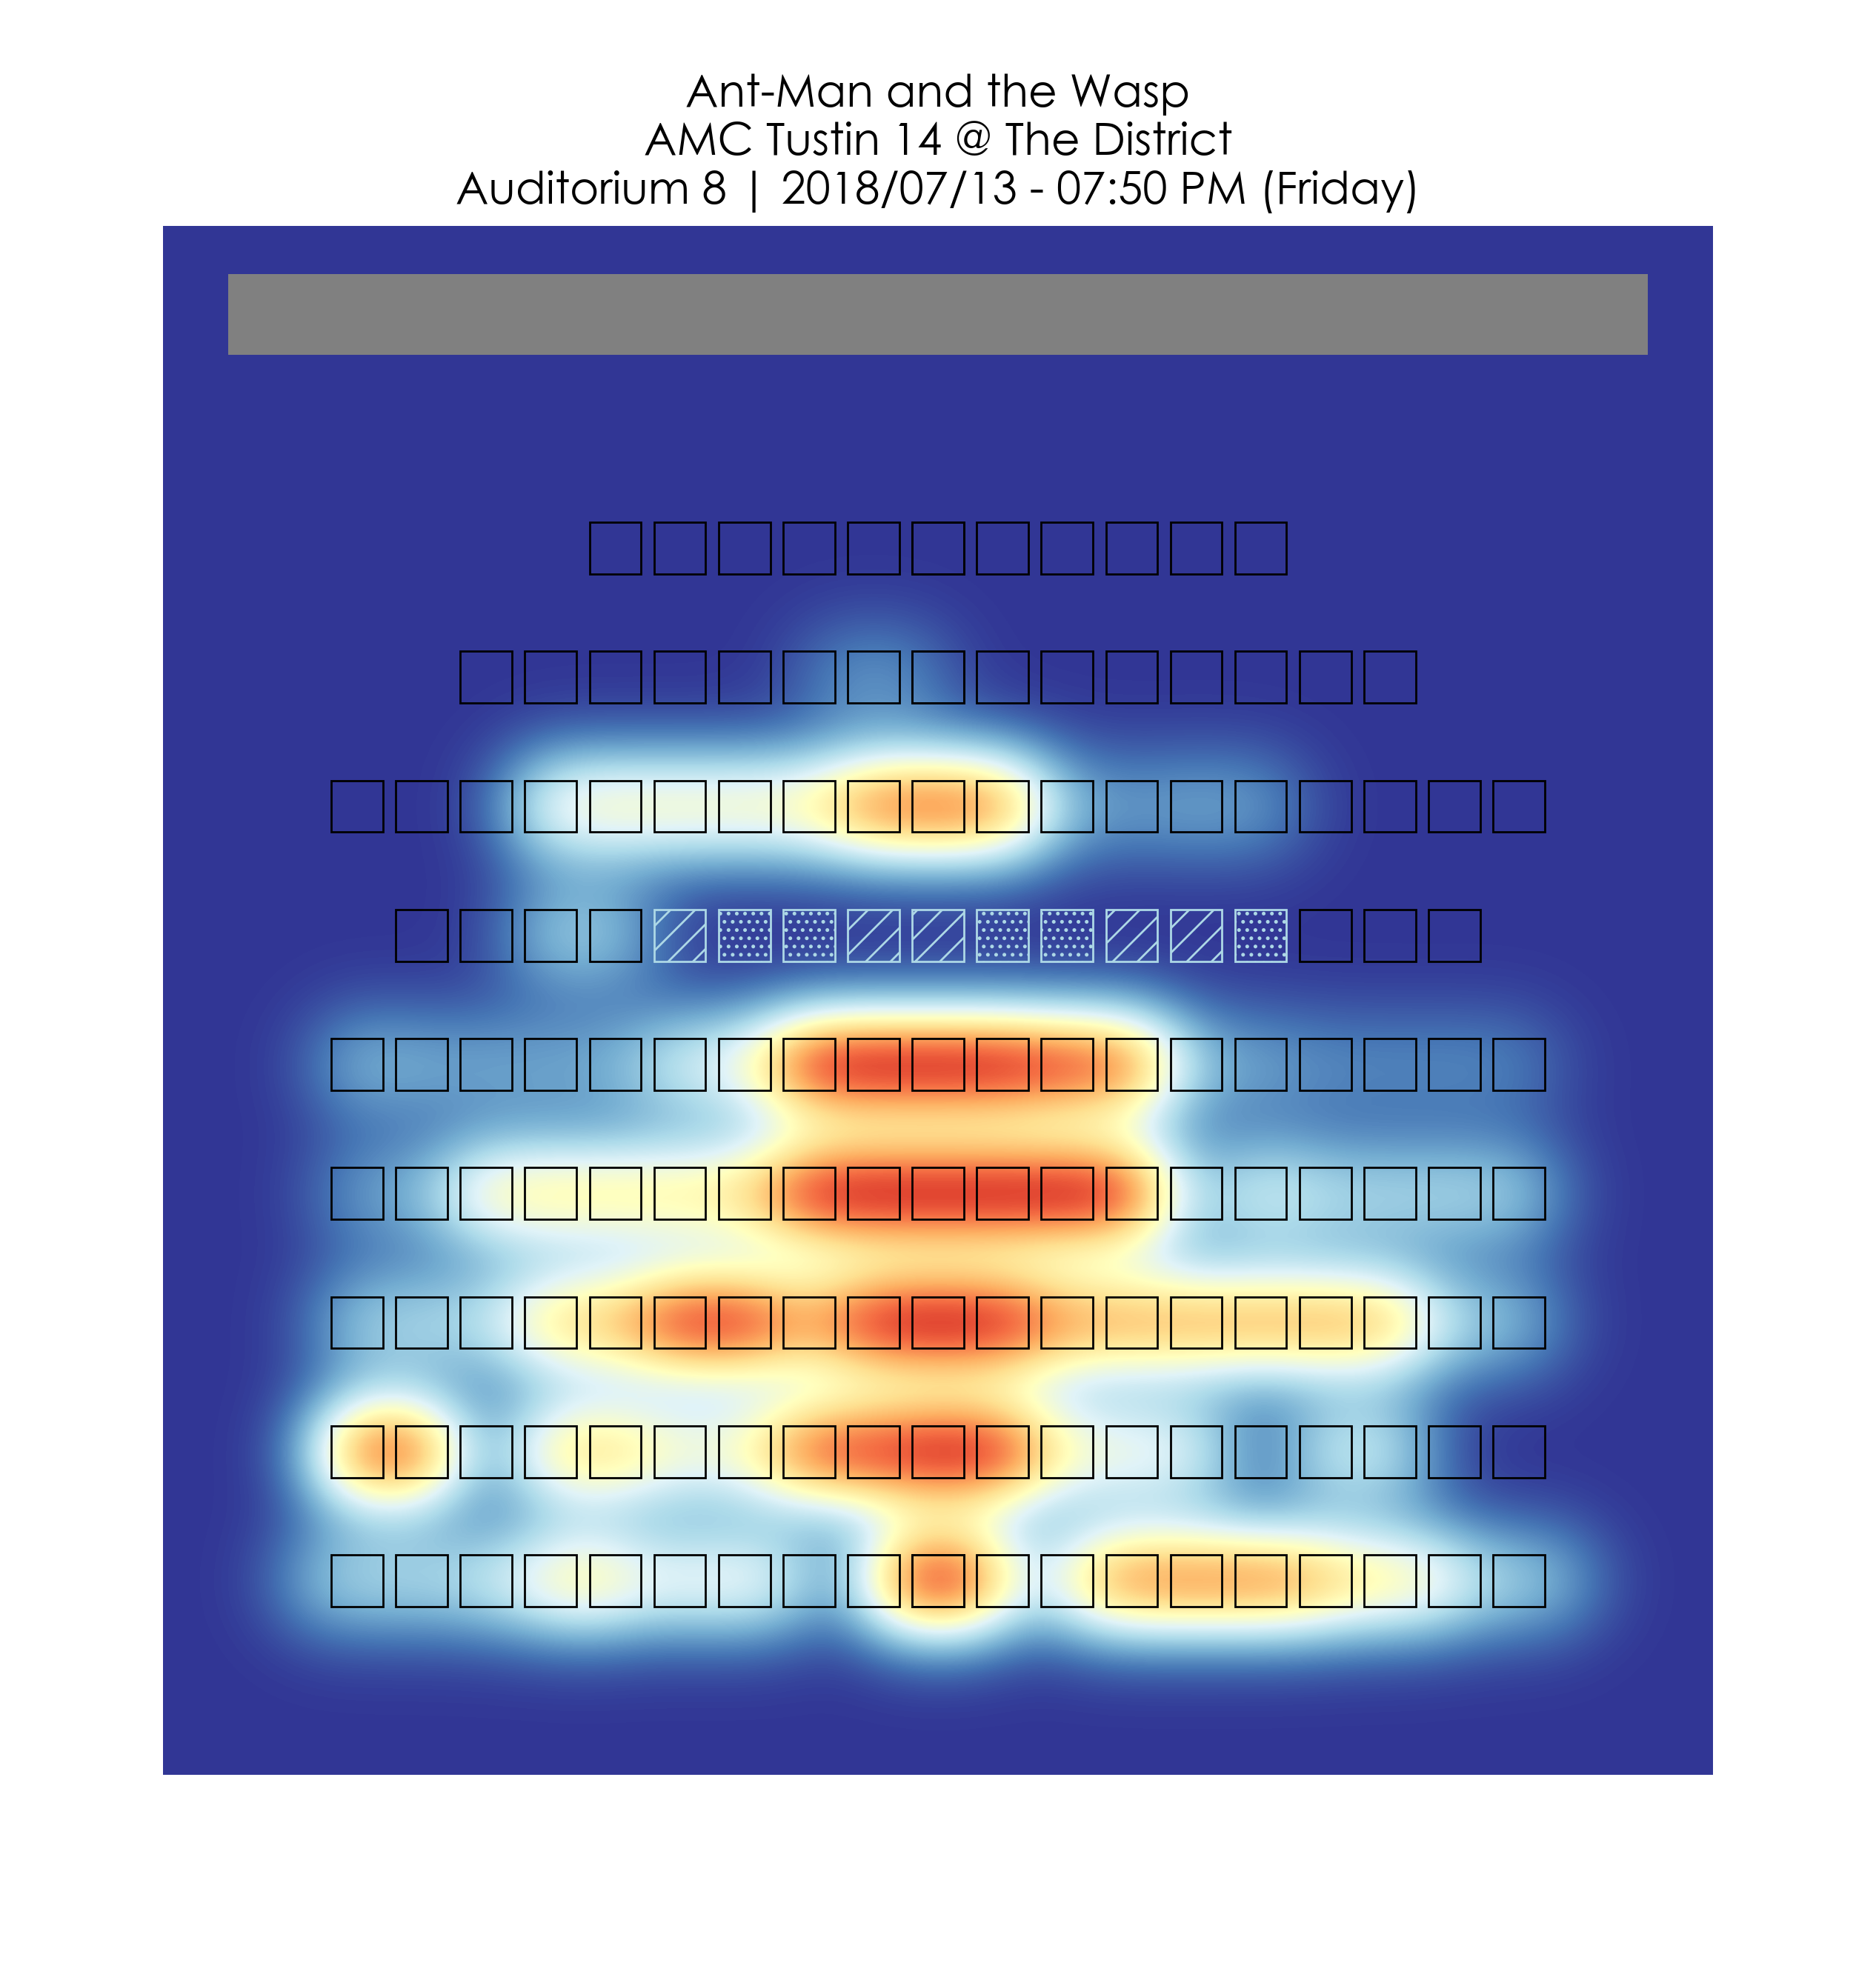 Ant-Man and the Wasp
AMC Tustin 14 @ The District
Auditorium 8 | 2018/07/13 - 07:50 PM (Friday)